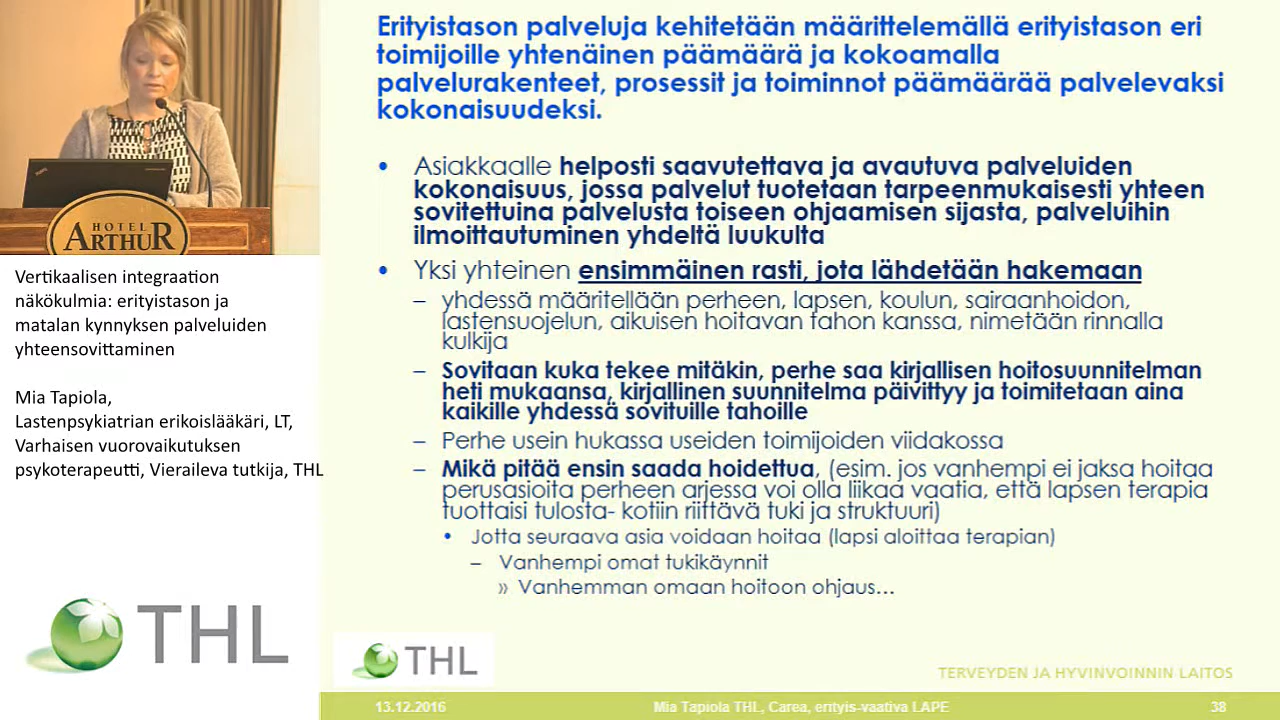 HOTEL
ARTHUR
Vertikaalisen integraation
näkökulmia: erityistason ja
matalan kynnyksen palveluiden
yhteensovittaminen
Mia Tapiola,
Lastenpsykiatrian erikoislääkäri, LT,
Varhaisen vuorovaikutuksen
psykoterapeutti, Vieraileva tutkija, THL
THL
Erityistason palveluja kehitetään määrittelemällä erityistason eri
toimijoille yhtenäinen päämäärä ja kokoamalla
palvelurakenteet, prosessit ja toiminnot päämäärää palvelevaksi
kokonaisuudeksi.
• Asiakkaalle helposti saavutettava ja avautuva palveluiden
kokonaisuus, jossa palvelut tuotetaan tarpeenmukaisesti yhteen
sovitettuina palvelusta toiseen ohjaamisen sijasta, palveluihin
ilmoittautuminen yhdeltä luukulta
• Yksi yhteinen ensimmäinen rasti, jota lähdetään hakemaan
– yhdessä määritellään perheen, lapsen, koulun, sairaanhoidon,
lastensuojelun, aikuisen hoitavan tahon kanssa, nimetään rinnalla
kulkija
– Sovitaan kuka tekee mitäkin, perhe saa kirjallisen hoitosuunnitelman
heti mukaansa, kirjallinen suunnitelma päivittyy ja toimitetaan aina
kaikille yhdessä sovituille tahoille
– Perhe usein hukassa useiden toimijoiden viidakossa
– Mikä pitää ensin saada hoidettua, (esim. jos vanhempi ei jaksa hoitaa
perusasioita perheen arjessa voi olla liikaa vaatia, että lapsen terapia
tuottaisi tulosta- kotiin riittävä tuki ja struktuuri)
• Jotta seuraava asia voidaan hoitaa (lapsi aloittaa terapian)
– Vanhempi omat tukikäynnit
» Vanhemman omaan hoitoon ohjaus...
THL
TERVEYDEN JA HYVINVOINNIN LAITOS
13.12.2016
Mia Tapiola THL, Carea, erityis-vaativa LAPE
38